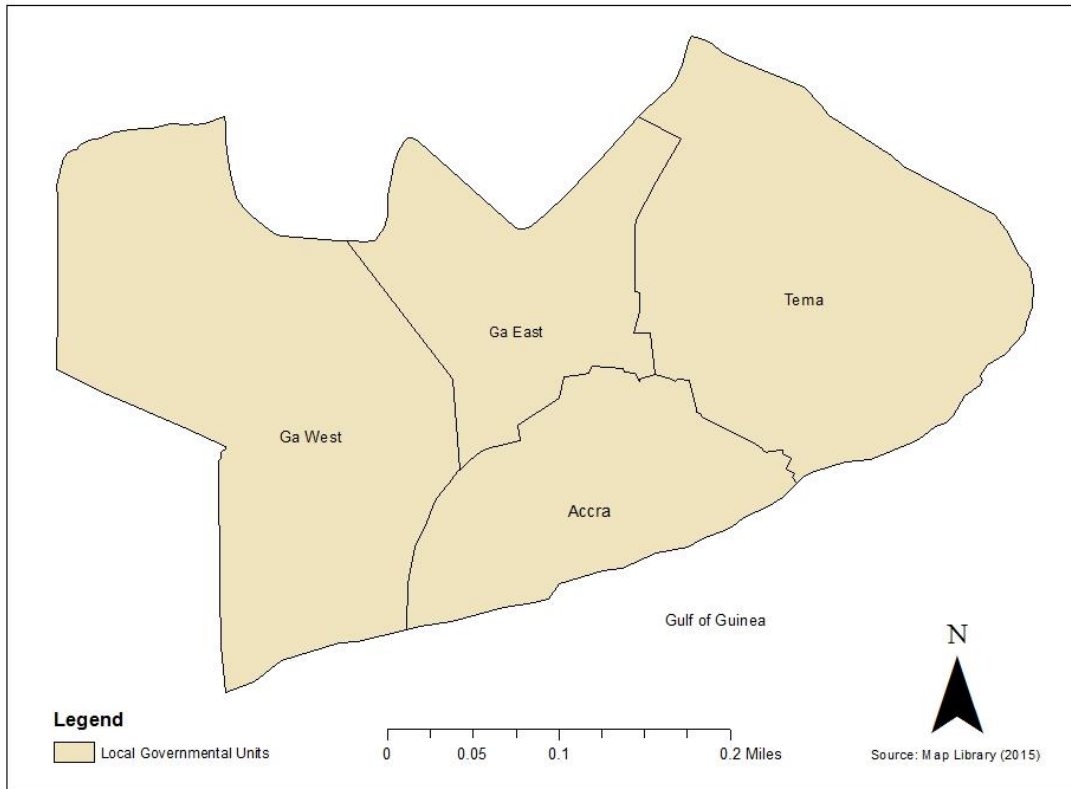 Tema
Ga East
Ga West
Accra
Gulf of Guinea
N
Legend
Local Governmental Units
0 0.05 0.1 0.2 Miles
Source: Map Library (2015)